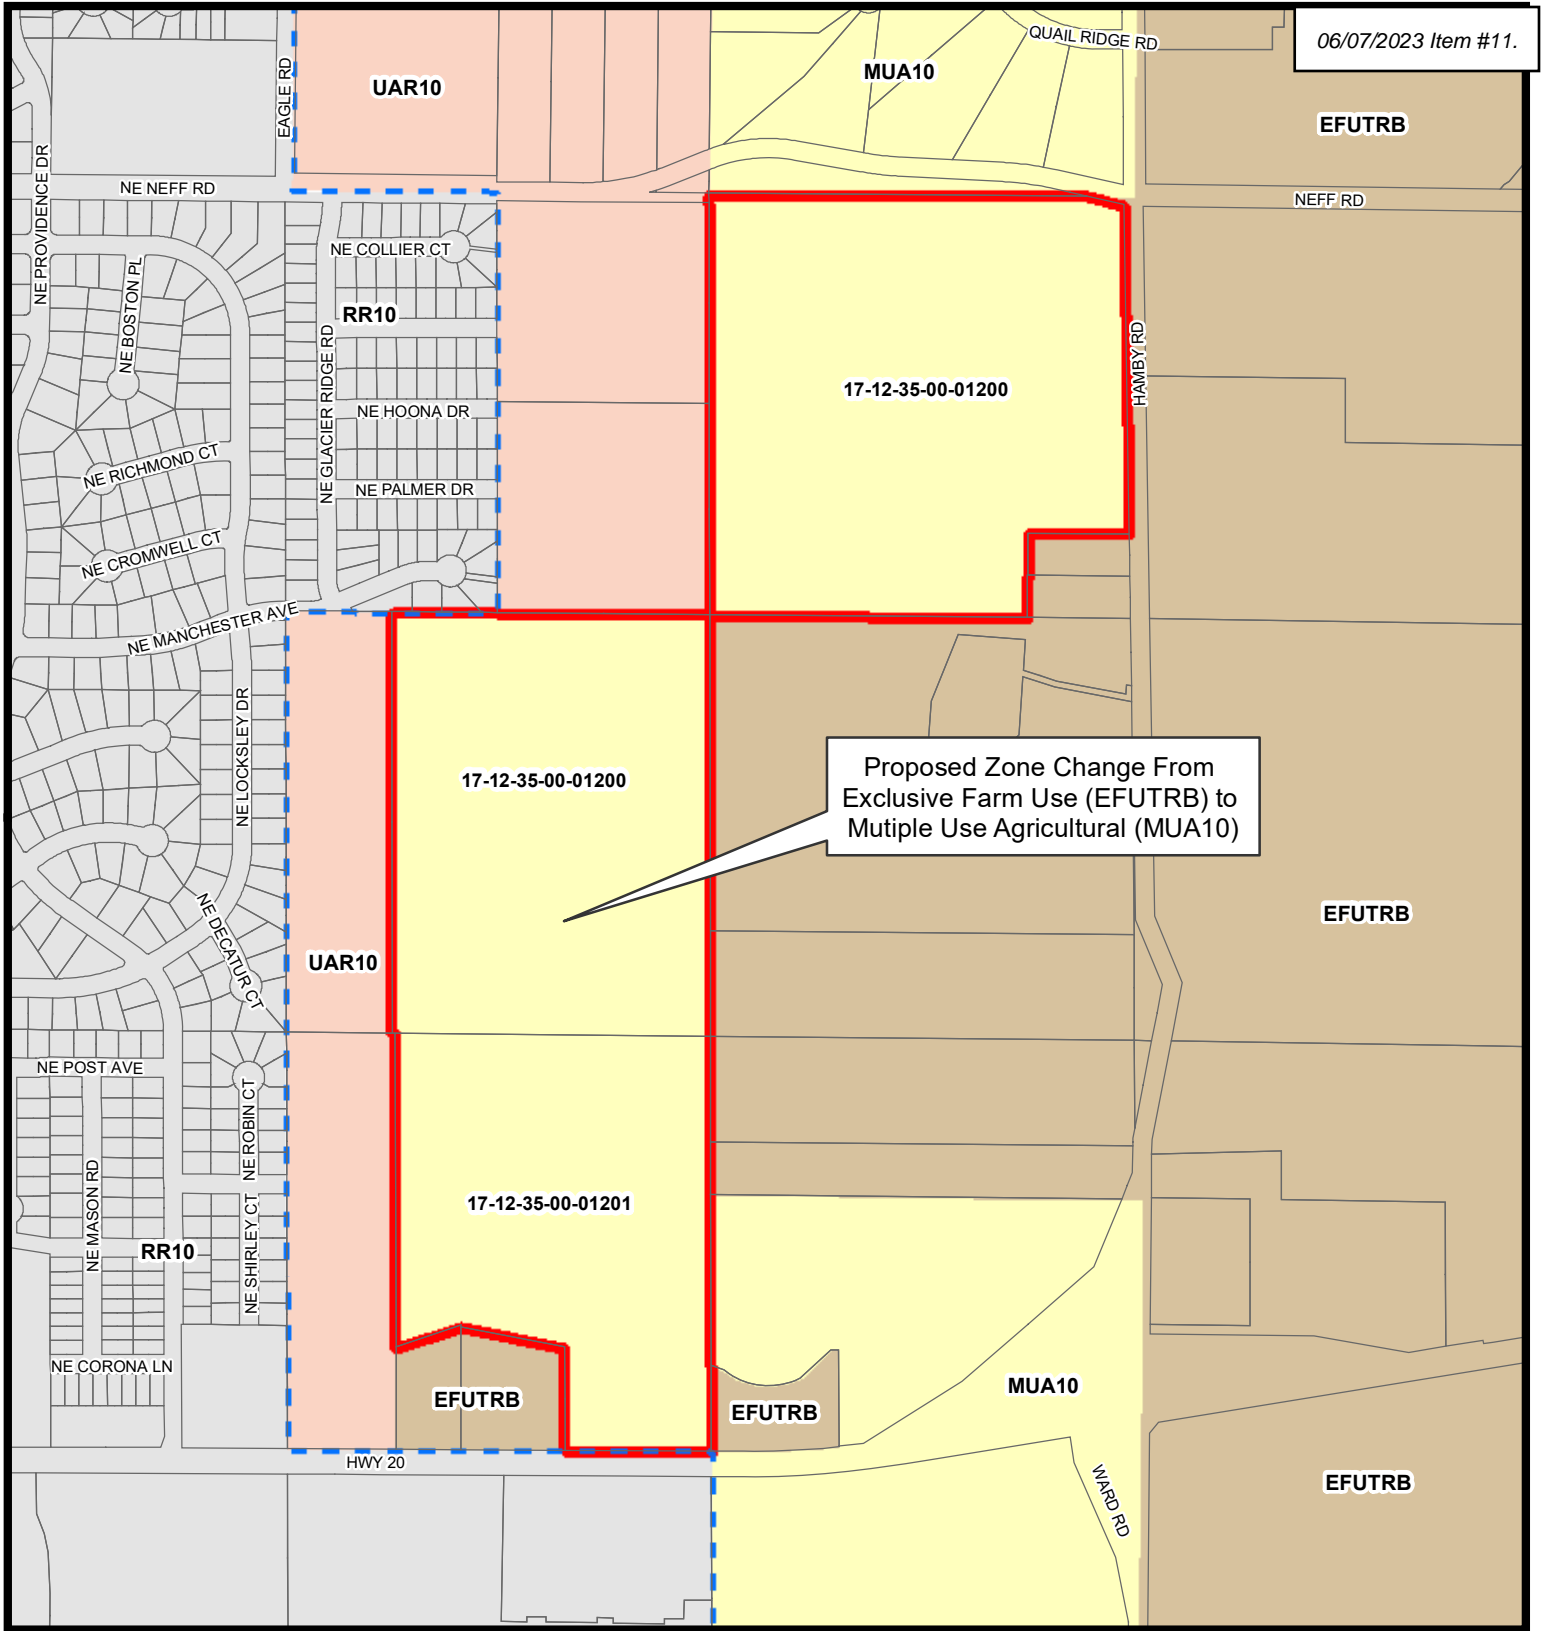 06/07/2023 Item #11.
QUAIL RIDGE RD
UAR10
MUA10
EAGLE RD
EFUTRB
NE PROVIDENCE DR
NE NEFF RD
NEFF RD
NE COLLIER CT
NE BOSTON PL
RR10
HAMBY RD
NE GLACIER RIDGE RD
17-12-35-00-01200
NE HOONA DR
NE RICHMOND CT
NE PALMER DR
NE CROMWELL CT
NE MANCHESTER AVE
NE LOCKSLEY DR
17-12-35-00-01200
Proposed Zone Change From
Exclusive Farm Use (EFUTRB) to
Mutiple Use Agricultural (MUA10)
EFUTRB
NE DECATUR CT
UAR10
NE POST AVE
NE ROBIN CT
NE MASON RD
17-12-35-00-01201
NE SHIRLEY CT
RR10
NE CORONA LN
MUA10
EFUTRB
EFUTRB
HWY 20
WARD RD
EFUTRB